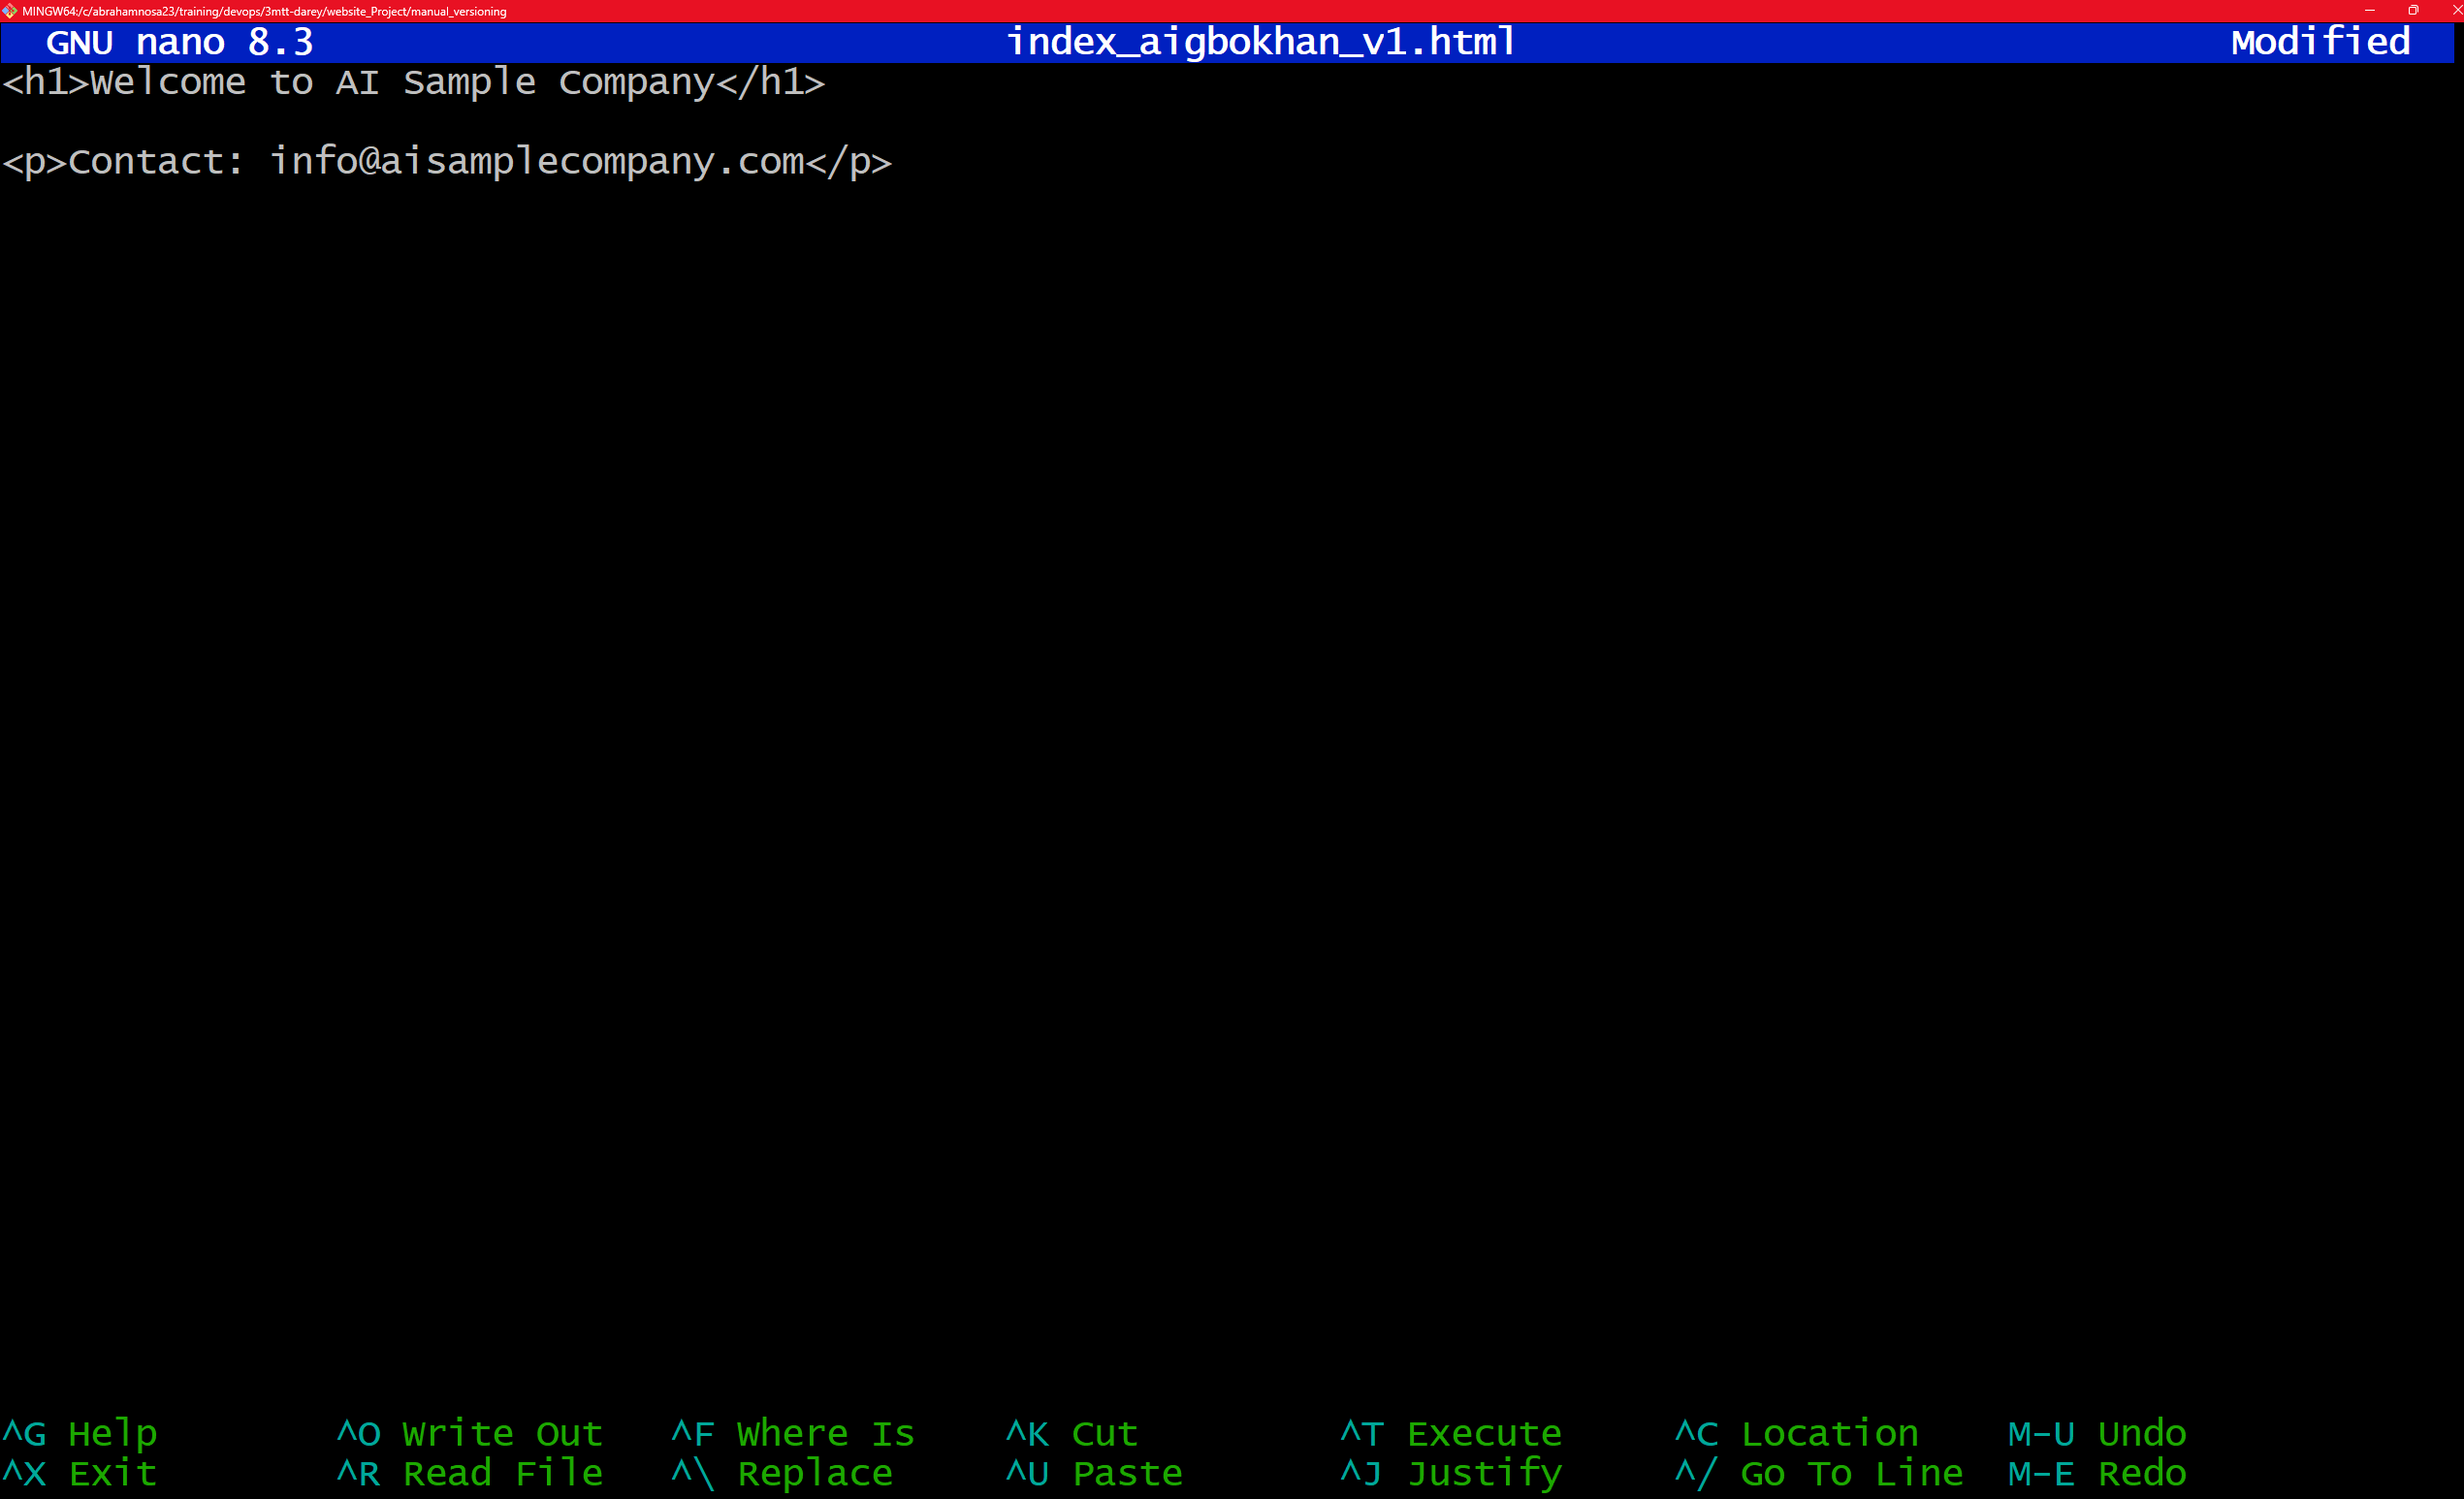 MINGW64:/c/abrahamnosa23/training/devops/3mtt-darey/website_Project/manual_versioning
GNU nano 8.3 index_aigbokhan_v1.html Modified
<h1>Welcome to AI Sample Company</h1>
<p>Contact: info@aisamplecompany.com</p>
^G Help ^O Write Out ^F Where Is ^K Cut ^T Execute ^C Location M-U Undo
^X Exit ^R Read File ^\ Replace ^U Paste ^J Justify ^/ Go To Line M-E Redo